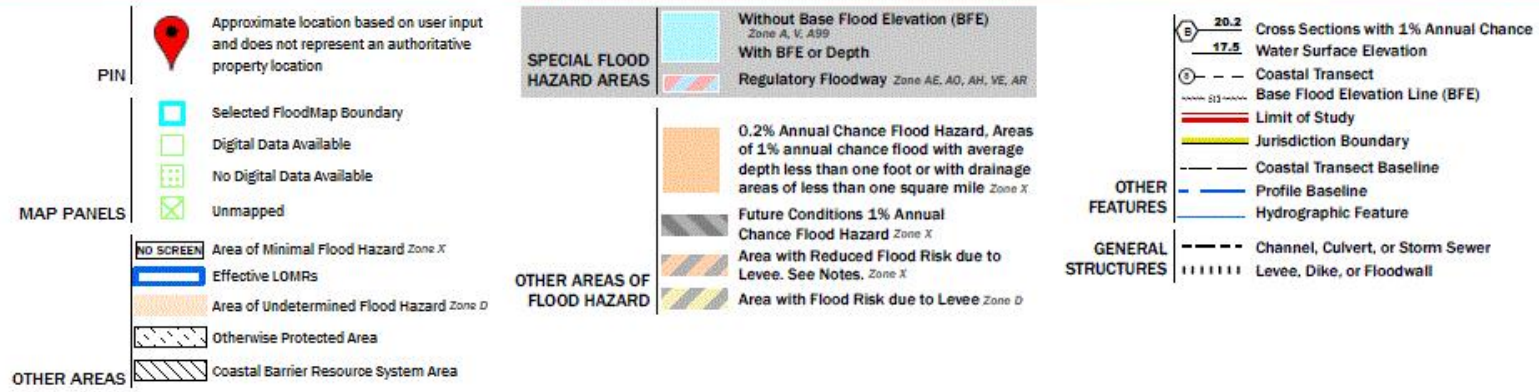 PIN
Approximate location based on user input
and does not represent an authoritative
property location
MAP PANELS
Selected FloodMap Boundary
Digital Data Available
No Digital Data Available
Unmapped
OTHER AREAS
NO SCREEN Area of Minimal Flood Hazard Zone X
Effective LOMRs
Area of Undetermined Flood Hazard Zone D
Otherwise Protected Area
Coastal Barrier Resource System Area
SPECIAL FLOOD
HAZARD AREAS
Without Base Flood Elevation (BFE)
Zone A, V, A99
With BFE or Depth
Regulatory Floodway Zone AE, AO, AH, VE, AR
OTHER AREAS OF
FLOOD HAZARD
0.2% Annual Chance Flood Hazard, Areas
of 1% annual chance flood with average
depth less than one foot or with drainage
areas of less than one square mile Zone X
Future Conditions 1% Annual
Chance Flood Hazard Zone X
Area with Reduced Flood Risk due to
Levee. See Notes. Zone X
Area with Flood Risk due to Levee Zone D
OTHER
FEATURES
B 20.2 Cross Sections with 1% Annual Chance
17.5 Water Surface Elevation
8 Coastal Transect
513 Base Flood Elevation Line (BFE)
Limit of Study
Jurisdiction Boundary
Coastal Transect Baseline
Profile Baseline
Hydrographic Feature
GENERAL
STRUCTURES
Channel, Culvert, or Storm Sewer
Levee, Dike, or Floodwall